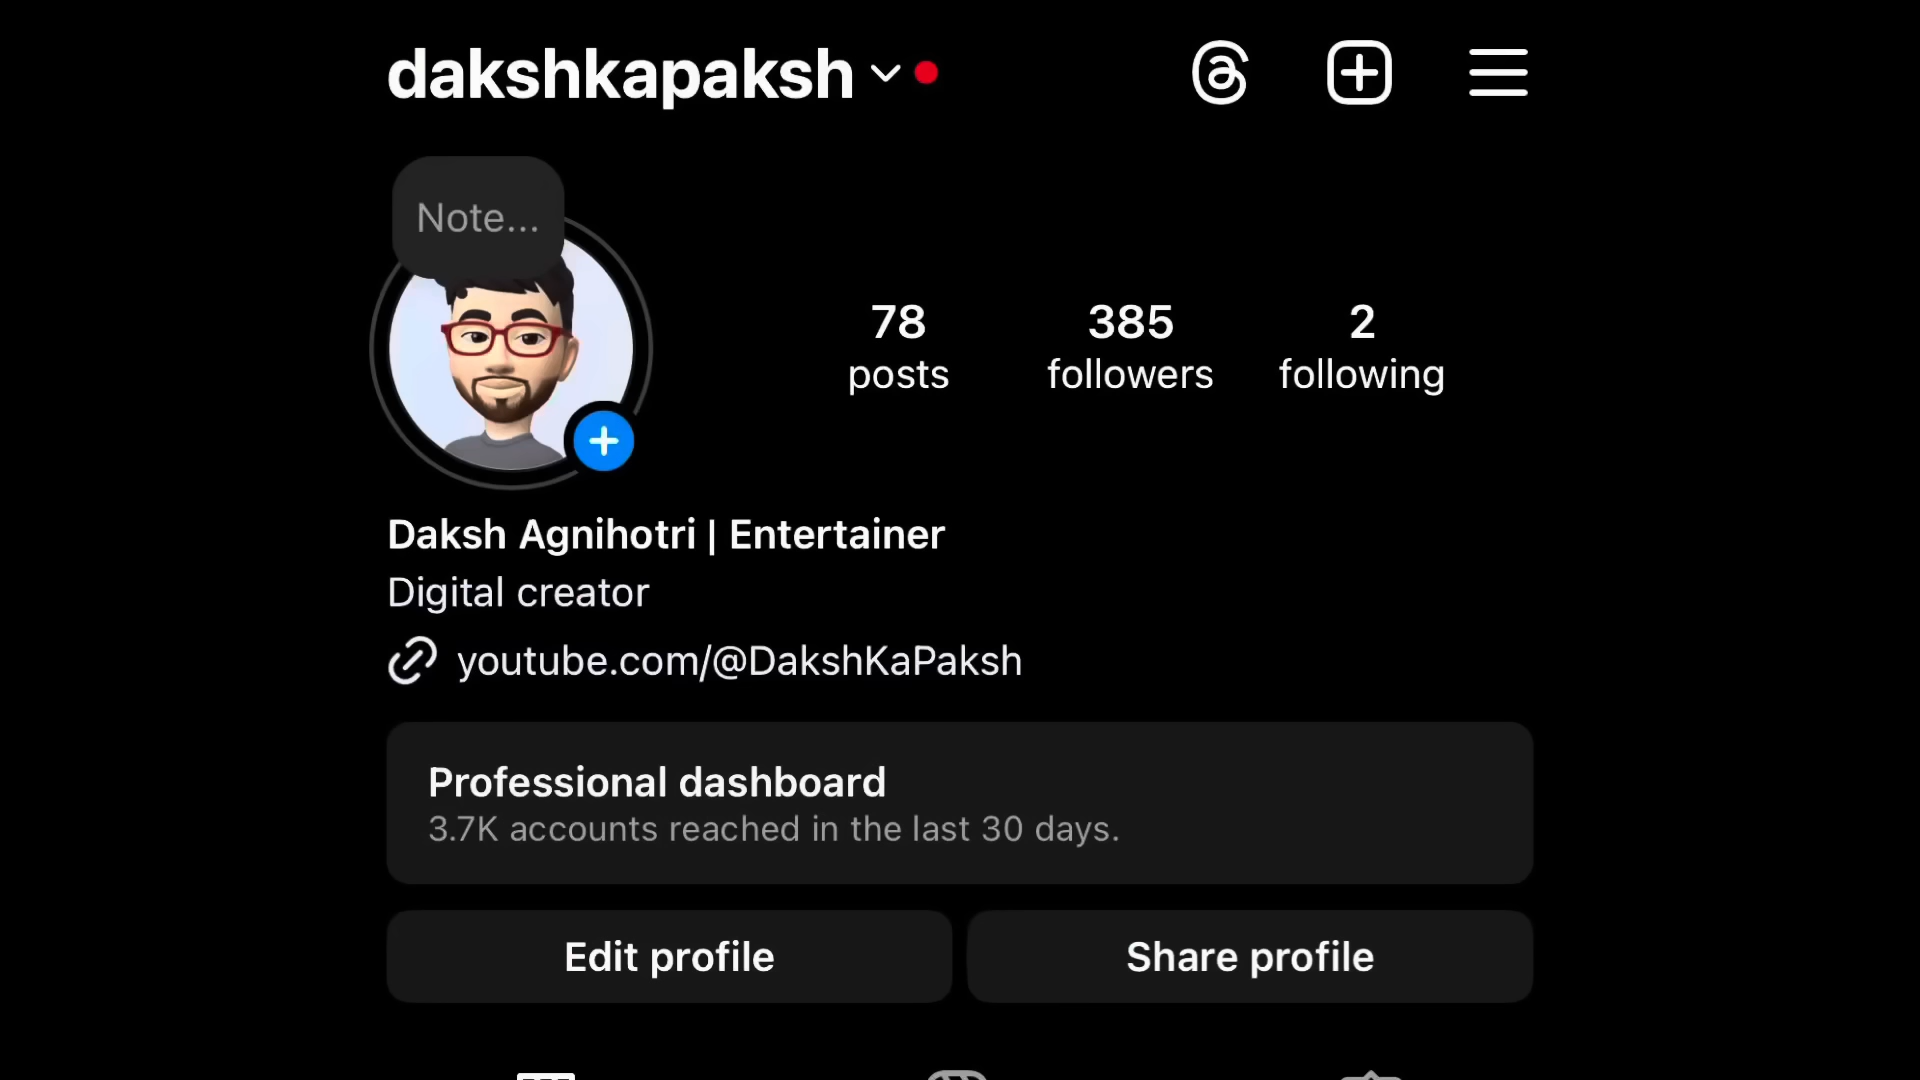 dakshkapaksh
Note...
78 385 2
posts followers following
Daksh Agnihotri | Entertainer
Digital creator
youtube.com/@DakshKaPaksh
Professional dashboard
3.7K accounts reached in the last 30 days.
Edit profile Share profile